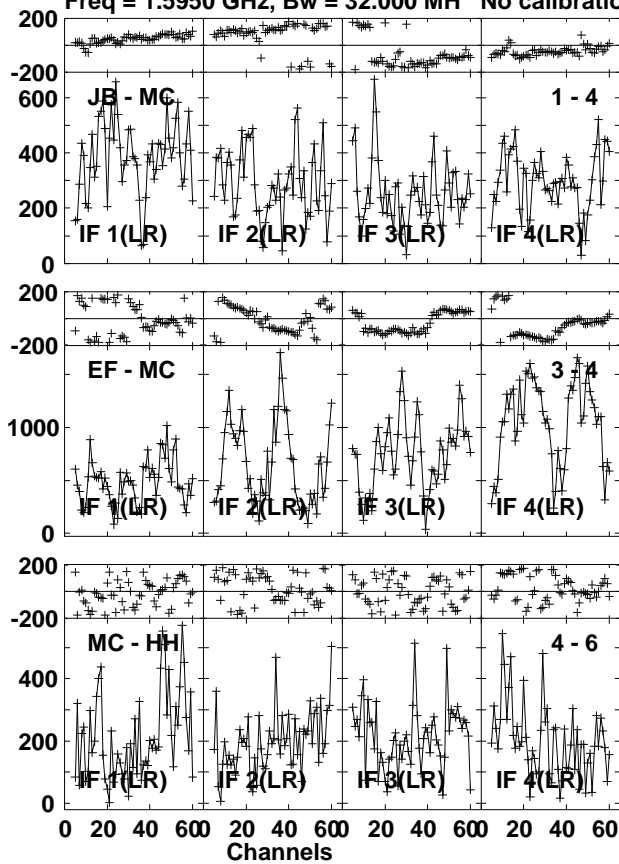 Freq = 1.5950 GHz, Bw = 32.000 MH No calibratio
200
-200
600
400
200
0
JB - MC
1 - 4
IF 1(LR)
IF 2(LR)
IF 3(LR)
IF 4(LR)
200
-200
1000
0
EF - MC
3 - 4
IF 1(LR)
IF 2(LR)
IF 3(LR)
IF 4(LR)
200
-200
400
200
0
MC - HH
4 - 6
IF 1(LR)
IF 2(LR)
IF 3(LR)
IF 4(LR)
0 20 40 60 0 20 40 60 0 20 40 60 0 20 40 60
Channels